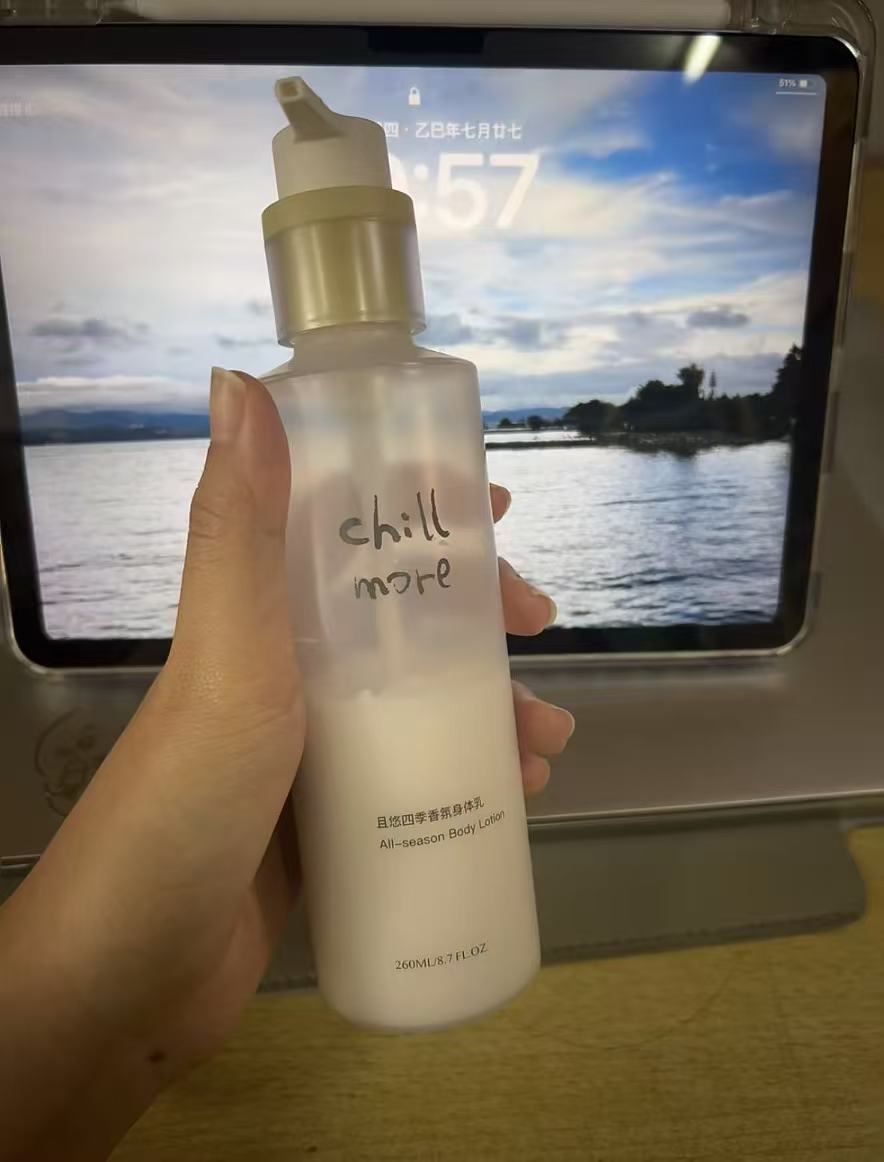 51%
四 · 乙巳年七月廿七
:57
chill
more
且悠四季香氛身体乳
All-season Body Lotion
260ML/8.7 FL.OZ